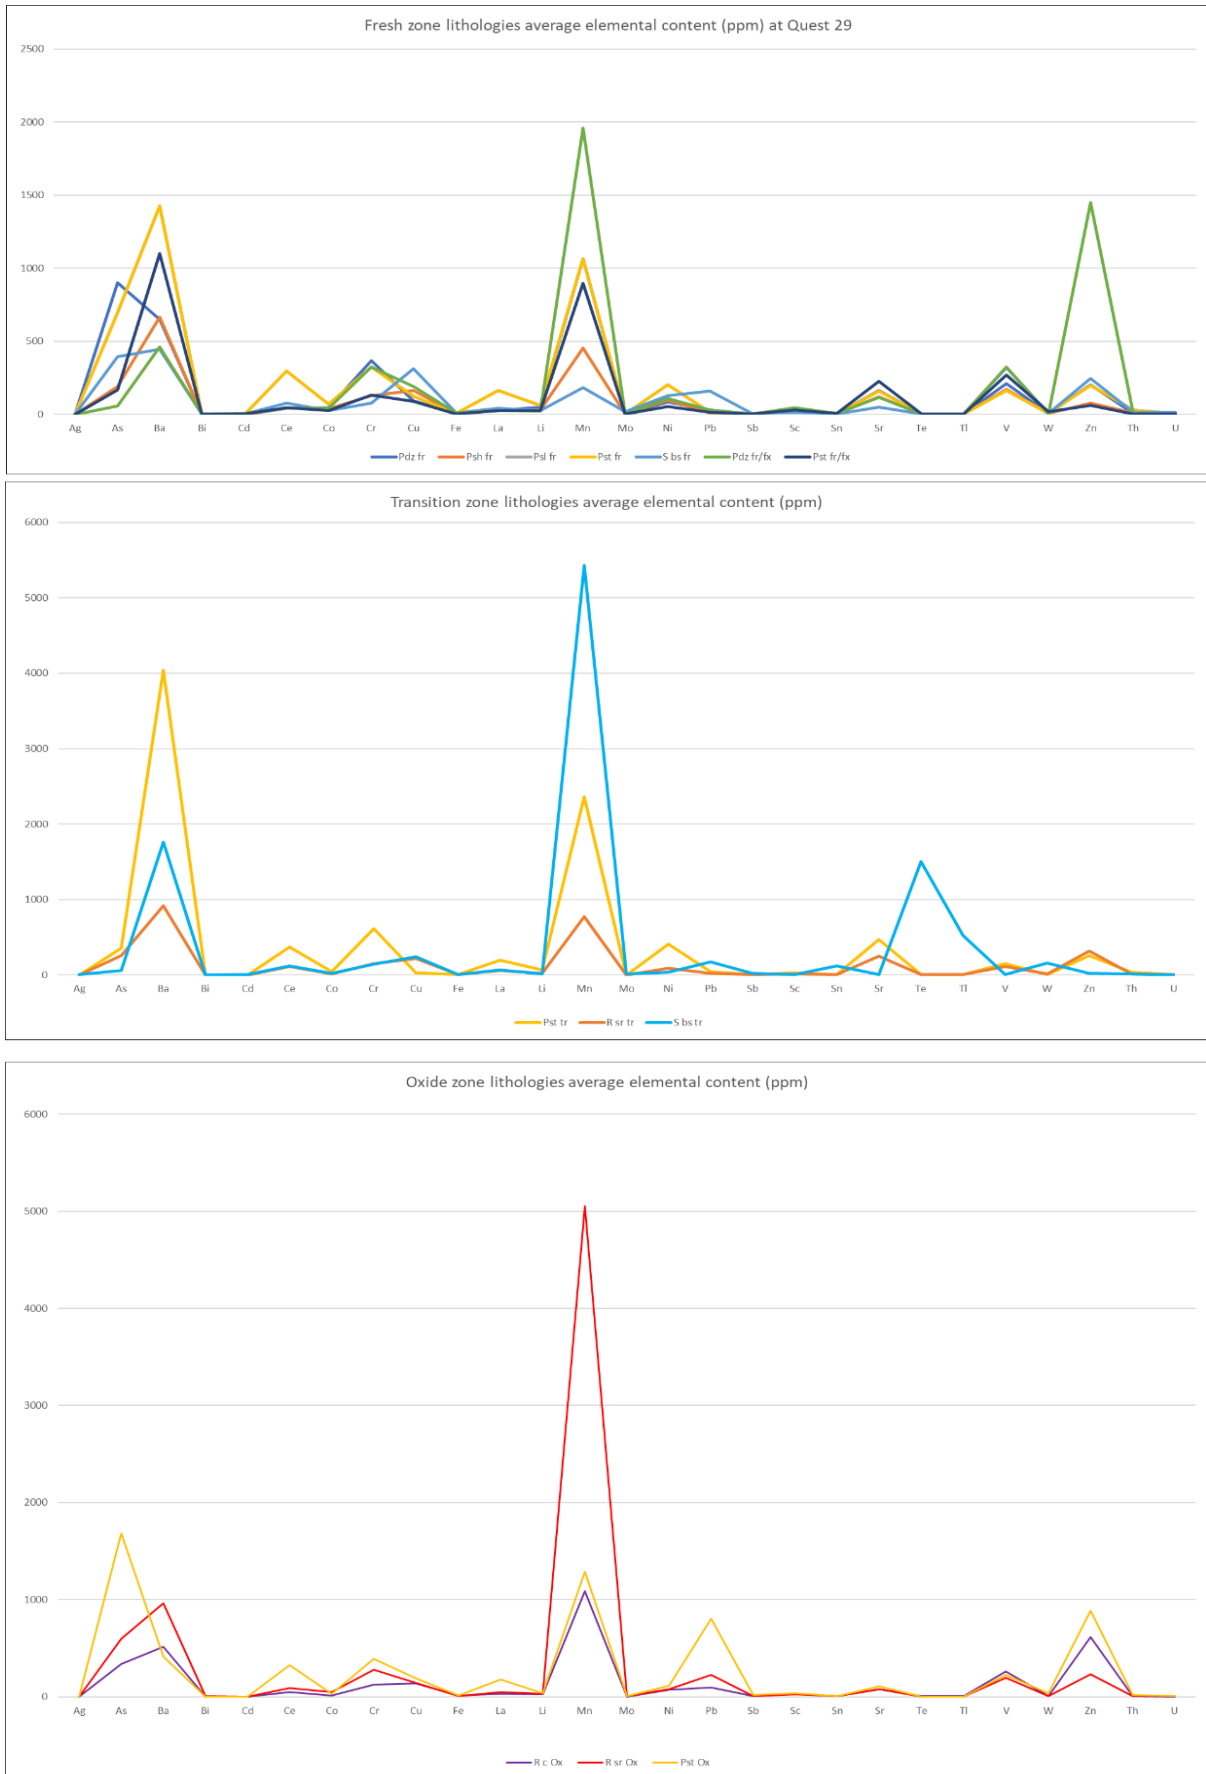 Fresh zone lithologies average elemental content (ppm) at Quest 29
2500
2000
1500
1000
500
0
Ag As Ba Bi Cd Ce Co Cr Cu Fe La Li Mn Mo Ni Pb Sb Sc Sn Sr Te Tl V W Zn Th U
Pdz fr Psh fr Psl fr Pst fr S bs fr Pdz fr/fx Pst fr/fx
Transition zone lithologies average elemental content (ppm)
6000
5000
4000
3000
2000
1000
0
Ag As Ba Bi Cd Ce Co Cr Cu Fe La Li Mn Mo Ni Pb Sb Sc Sn Sr Te Tl V W Zn Th U
Pst tr R sr tr S bs tr
Oxide zone lithologies average elemental content (ppm)
6000
5000
4000
3000
2000
1000
0
Ag As Ba Bi Cd Ce Co Cr Cu Fe La Li Mn Mo Ni Pb Sb Sc Sn Sr Te Tl V W Zn Th U
R c Ox R sr Ox Pst Ox